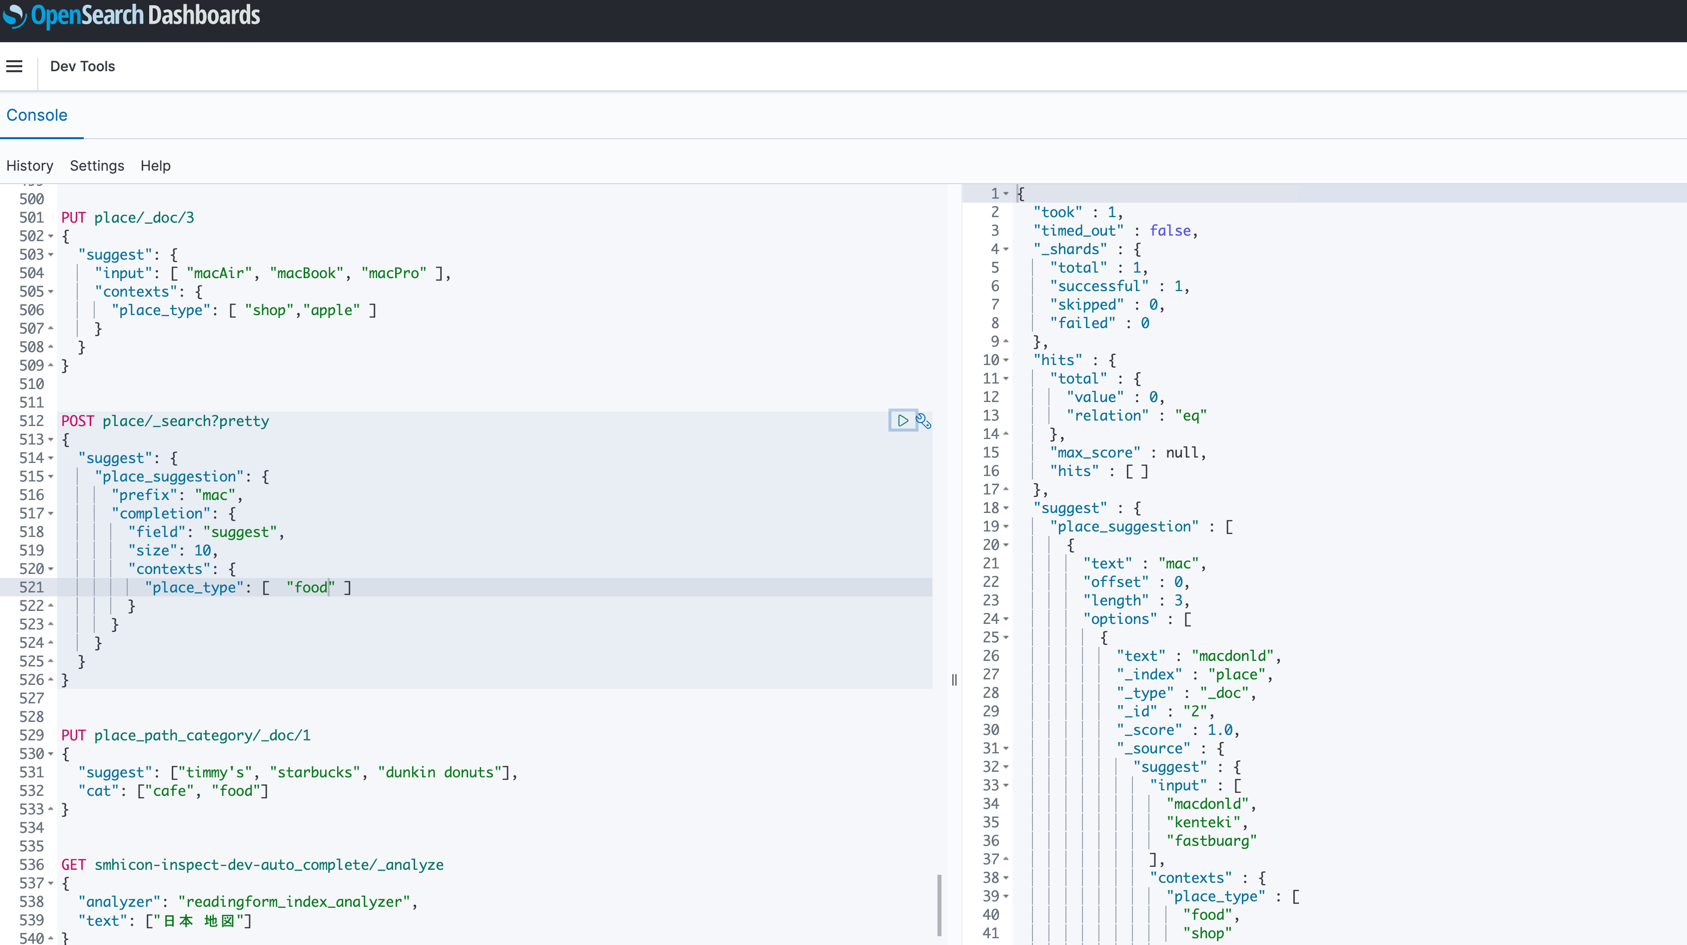 OpenSearch Dashboards
Dev Tools
Console
History Settings Help
500
501 PUT place/_doc/3
502 {
503 "suggest": {
504 "input": [ "macAir", "macBook", "macPro" ],
505 "contexts": {
506 "place_type": [ "shop","apple" ]
507 }
508 }
509 }
510
511
512 POST place/_search?pretty
513 {
514 "suggest": {
515 "place_suggestion": {
516 "prefix": "mac",
517 "completion": {
518 "field": "suggest",
519 "size": 10,
520 "contexts": {
521 "place_type": [  "food" ]
522 }
523 }
524 }
525 }
526 }
527
528
529 PUT place_path_category/_doc/1
530 {
531 "suggest": ["timmy's", "starbucks", "dunkin donuts"],
532 "cat": ["cafe", "food"]
533 }
534
535
536 GET smhicon-inspect-dev-auto_complete/_analyze
537 {
538 "analyzer": "readingform_index_analyzer",
539 "text": ["日本 地図"]
540 }
1 {
2 "took" : 1,
3 "timed_out" : false,
4 "_shards" : {
5 "total" : 1,
6 "successful" : 1,
7 "skipped" : 0,
8 "failed" : 0
9 },
10 "hits" : {
11 "total" : {
12 "value" : 0,
13 "relation" : "eq"
14 },
15 "max_score" : null,
16 "hits" : [ ]
17 },
18 "suggest" : {
19 "place_suggestion" : [
20 {
21 "text" : "mac",
22 "offset" : 0,
23 "length" : 3,
24 "options" : [
25 {
26 "text" : "macdonld",
27 "_index" : "place",
28 "_type" : "_doc",
29 "_id" : "2",
30 "_score" : 1.0,
31 "_source" : {
32 "suggest" : {
33 "input" : [
34 "macdonld",
35 "kenteki",
36 "fastbuarg"
37 ],
38 "contexts" : {
39 "place_type" : [
40 "food",
41 "shop"